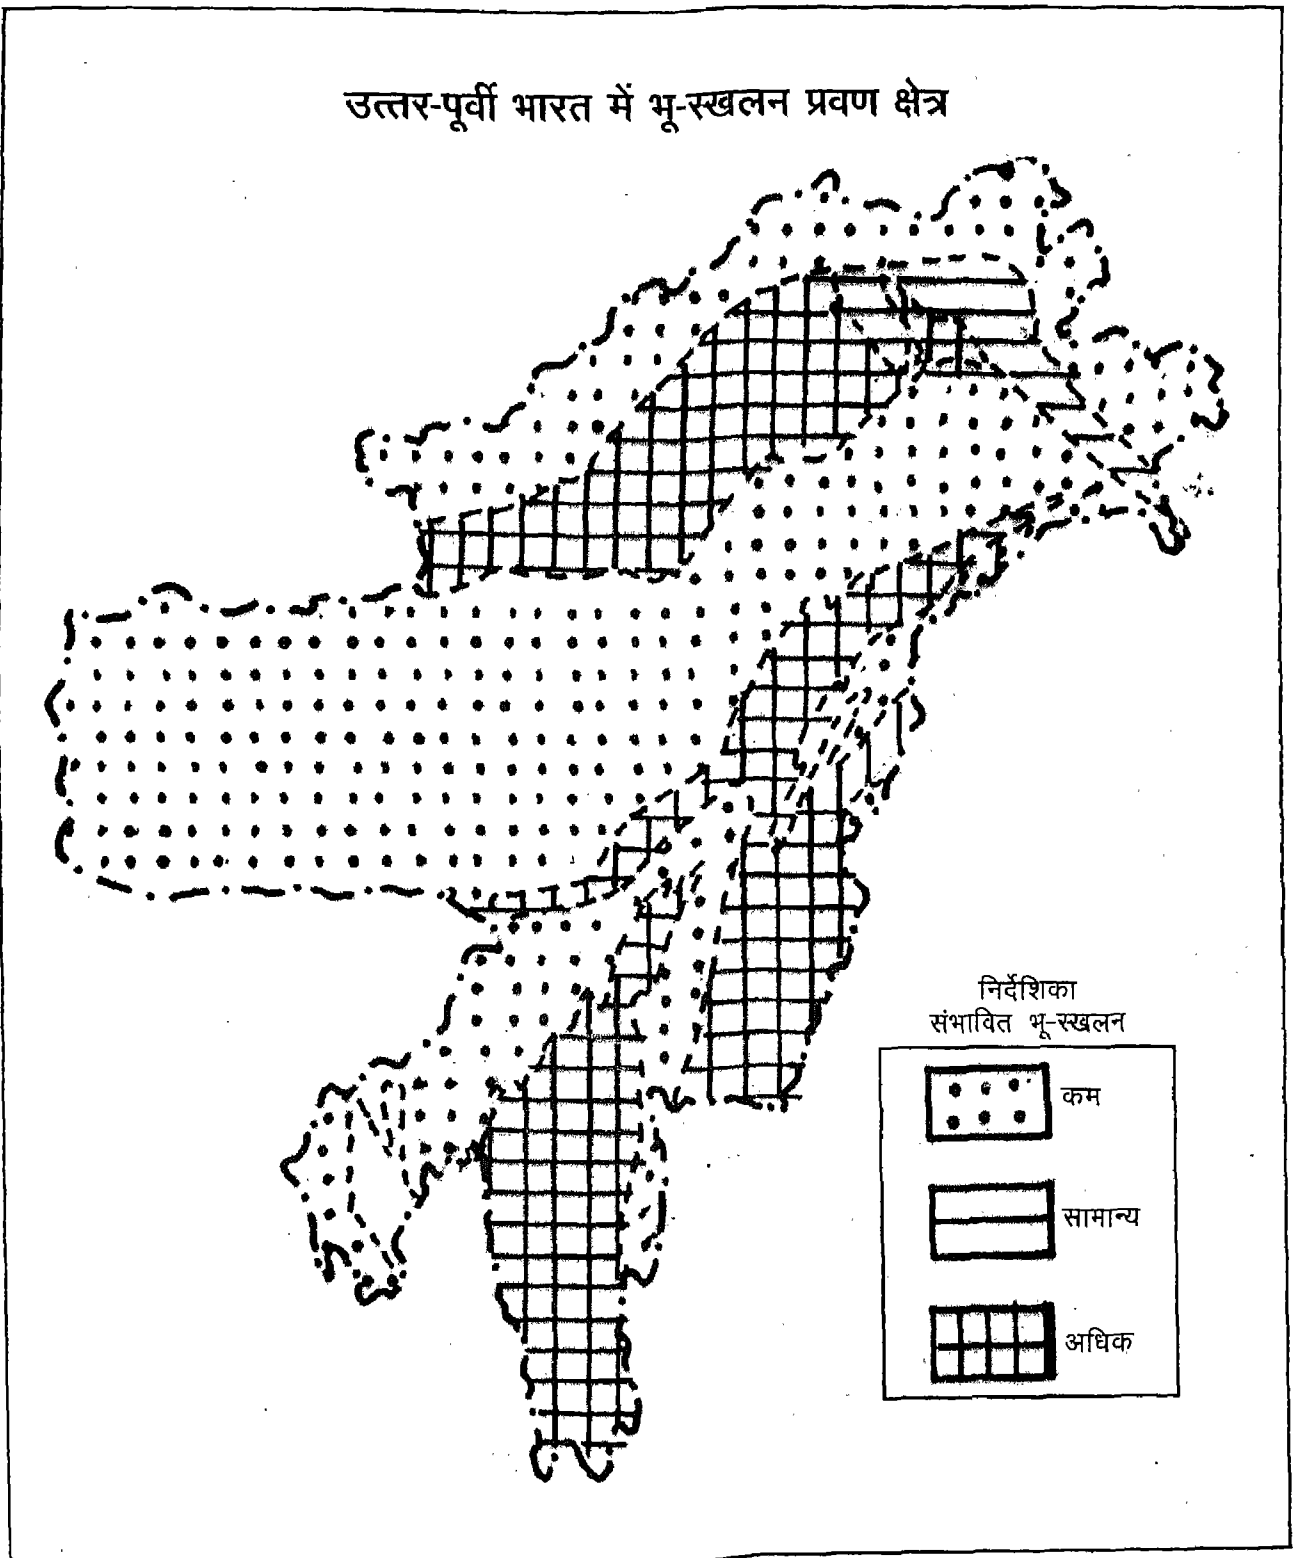 उत्तर-पूर्वी भारत में भू-स्खलन प्रवण क्षेत्र
निर्देशिका
संभावित भू-स्खलन
कम
सामान्य
अधिक